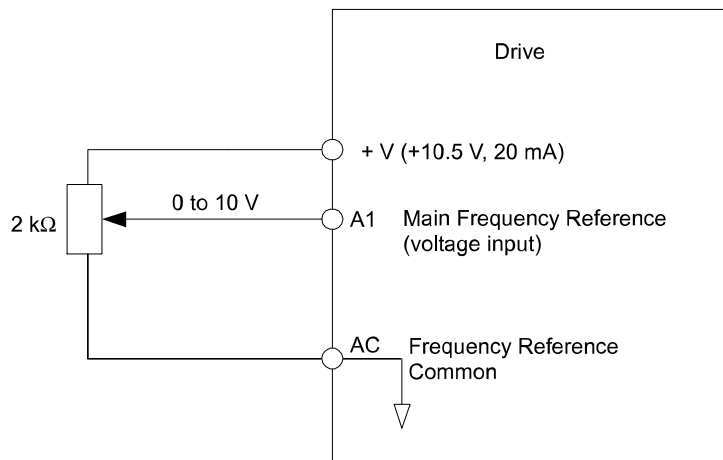 Drive
+ V (+10.5 V, 20 mA)
0 to 10 V
2 kΩ
A1 Main Frequency Reference
(voltage input)
AC Frequency Reference
Common